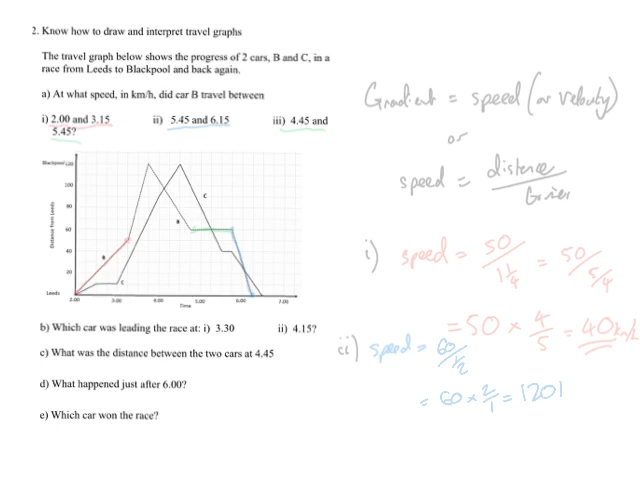 2. Know how to draw and interpret travel graphs
The travel graph below shows the progress of 2 cars, B and C, in a
race from Leeds to Blackpool and back again.
a) At what speed, in km/h, did car B travel between
i) 2.00 and 3.15 ii) 5.45 and 6.15 iii) 4.45 and
5.45?
Gradient = speed (or velocity)
or
speed = distance
time
Blackpool 120
100
80
60
40
20
Leeds
Distance from Leeds
B
C
B
C
2.00 3.00 4.00 5.00 6.00 7.00
Time
i) speed = 50 / 1 1/4 = 50 / 5/4
= 50 × 4/5 = 40km/h
ii) speed = 60 / 1/2
= 60 × 2/1 = 1201
b) Which car was leading the race at: i) 3.30 ii) 4.15?
c) What was the distance between the two cars at 4.45
d) What happened just after 6.00?
e) Which car won the race?